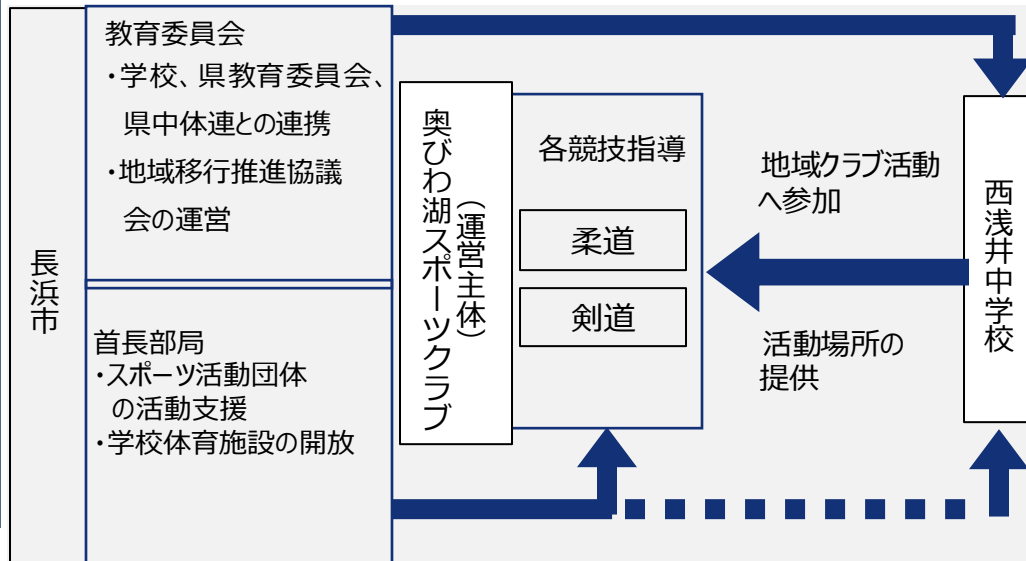 長浜市
教育委員会
・学校、県教育委員会、
県中体連との連携
・地域移行推進協議
会の運営
首長部局
・スポーツ活動団体
の活動支援
・学校体育施設の開放
奥びわ湖スポーツクラブ
(運営主体)
各競技指導
柔道
剣道
地域クラブ活動
へ参加
活動場所の
提供
西浅井中学校